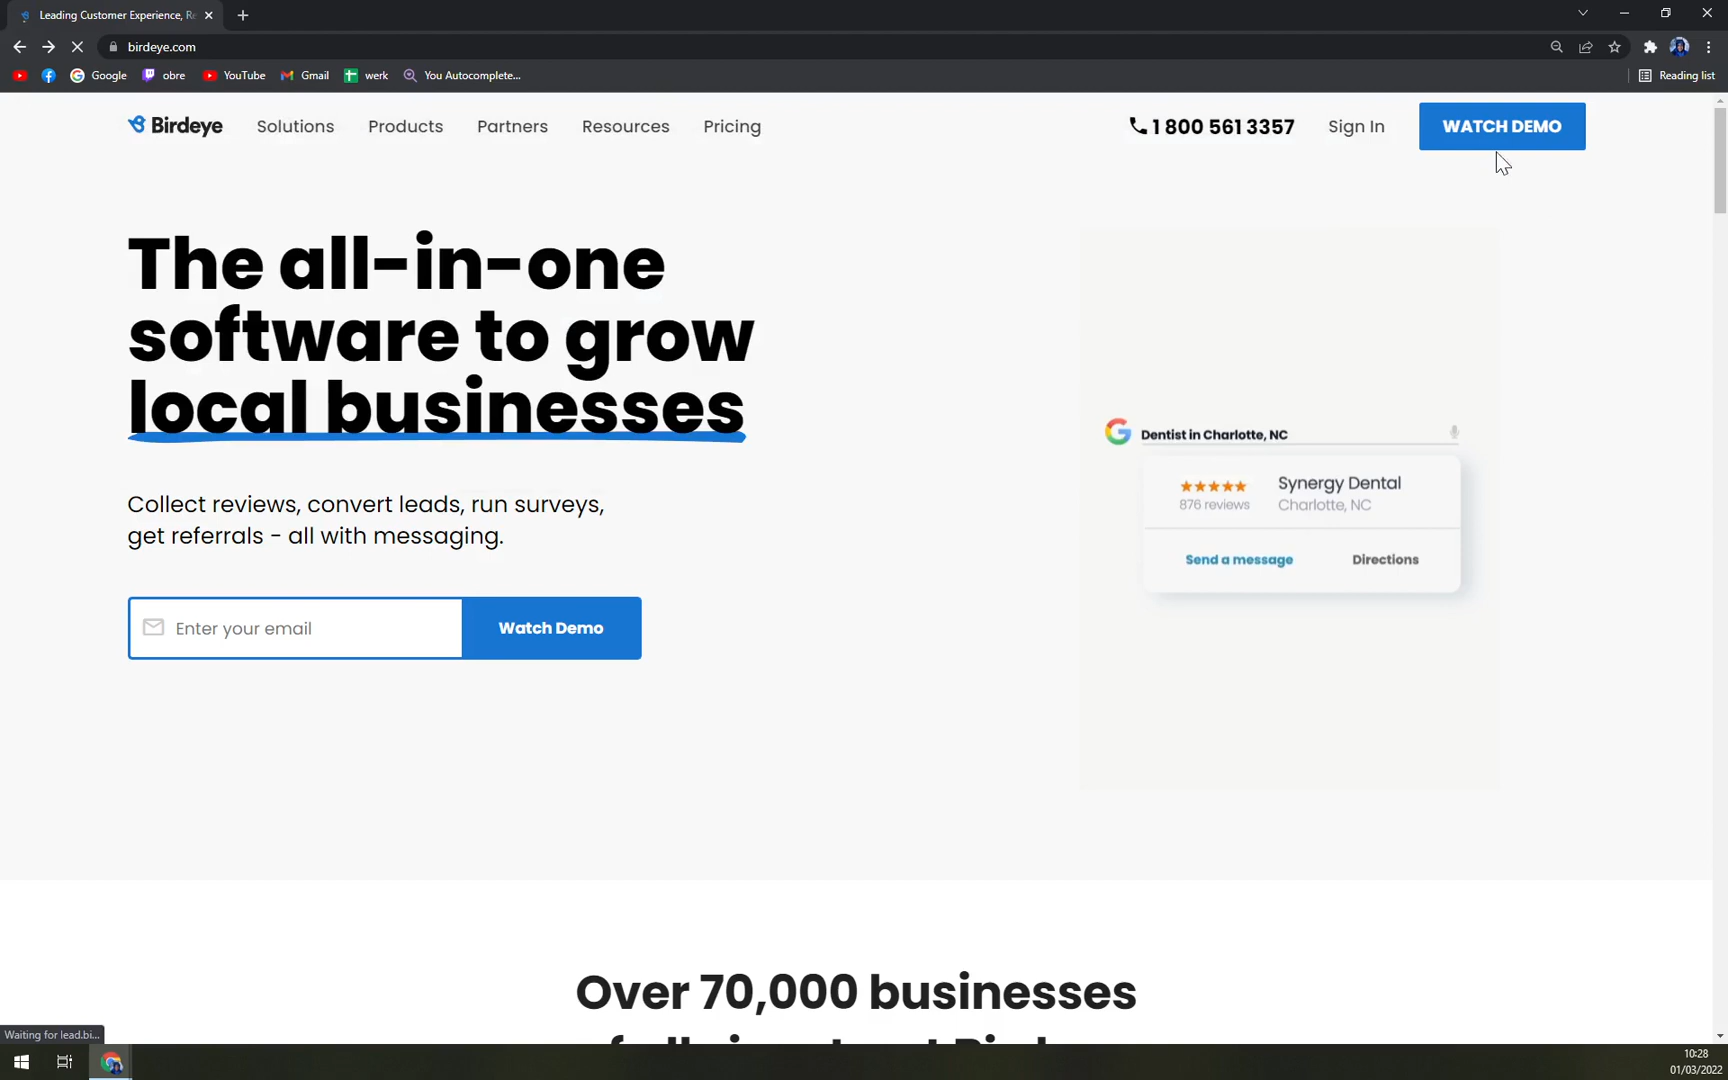 Leading Customer Experience, Re
birdeye.com
Google
obre
YouTube
Gmail
werk
You Autocomplete...
Reading list
Birdeye
Solutions
Products
Partners
Resources
Pricing
1 800 561 3357
Sign In
WATCH DEMO
The all-in-one
software to grow
local businesses
Collect reviews, convert leads, run surveys,
get referrals - all with messaging.
Enter your email
Watch Demo
Dentist in Charlotte, NC
876 reviews
Synergy Dental
Charlotte, NC
Send a message
Directions
Over 70,000 businesses
Waiting for lead.bi...
10:28
01/03/2022